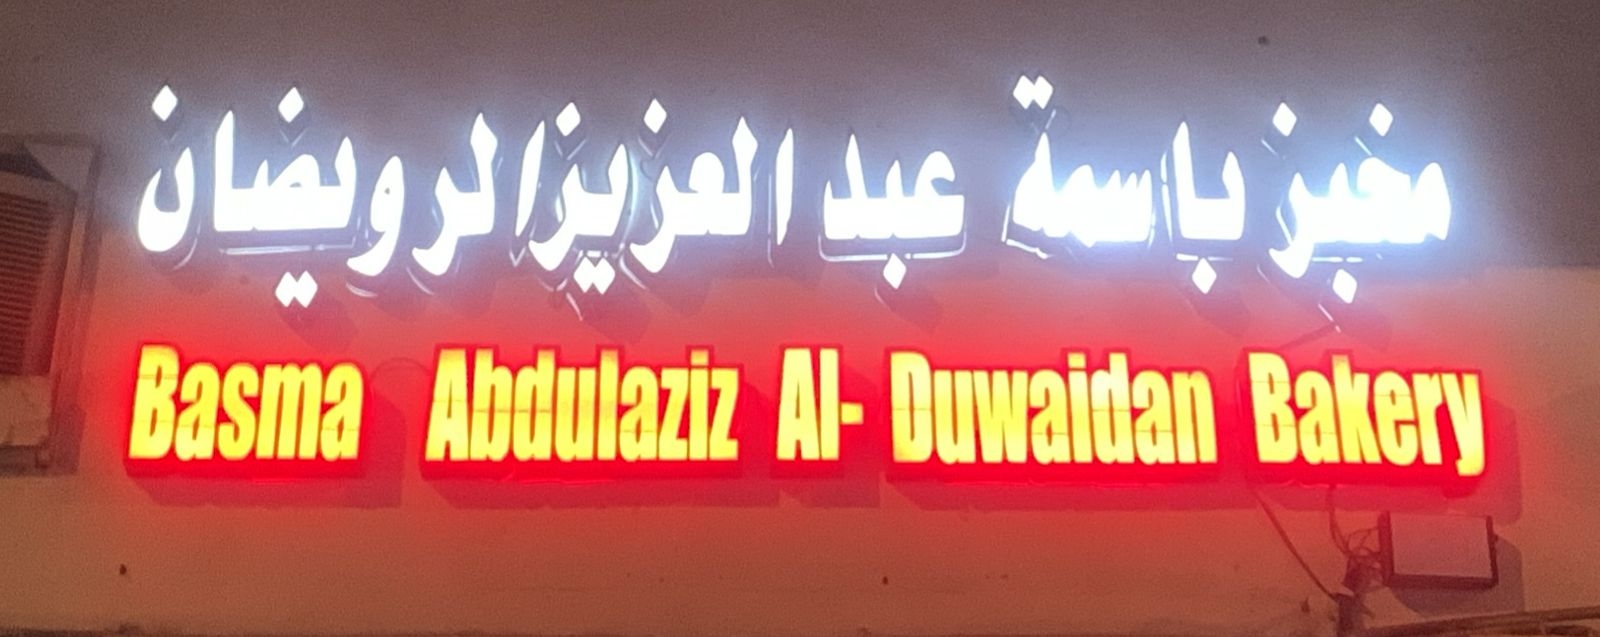 مخبز باسمة عبد العزيز الرويضان
Basma Abdulaziz Al- Duwaidan Bakery